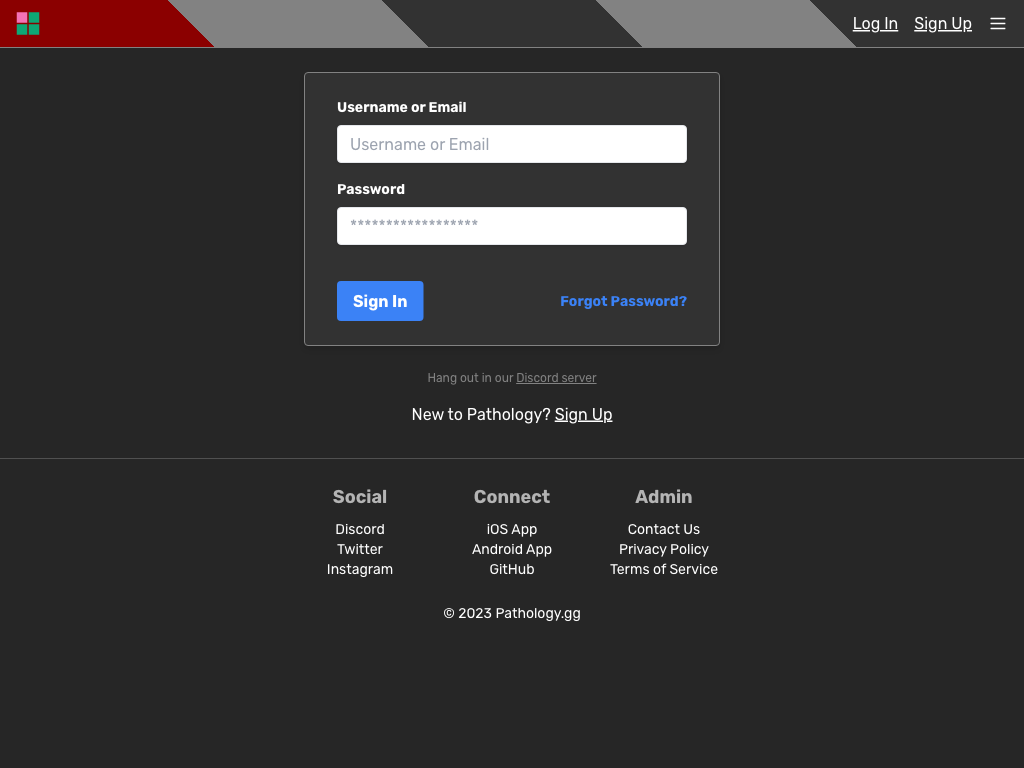 Log In Sign Up
Username or Email
Username or Email
Password
******************
Sign In Forgot Password?
Hang out in our Discord server
New to Pathology? Sign Up
Social Connect Admin
Discord iOS App Contact Us
Twitter Android App Privacy Policy
Instagram GitHub Terms of Service
© 2023 Pathology.gg